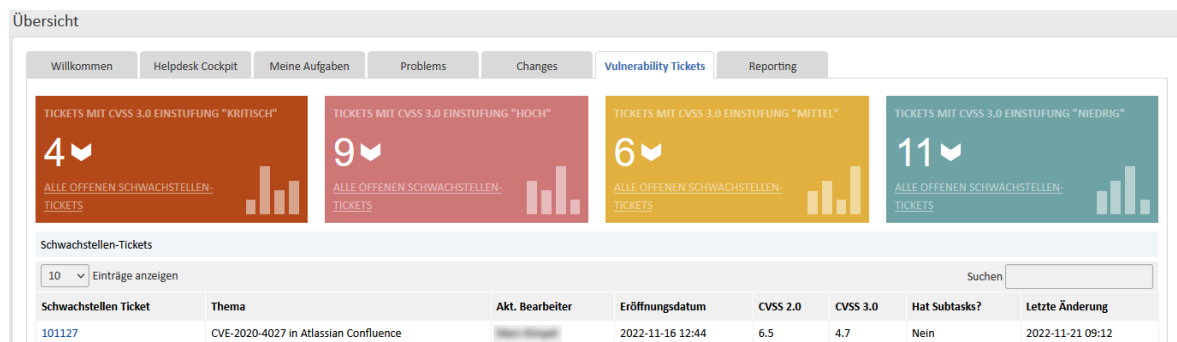 Übersicht
Willkommen Helpdesk Cockpit Meine Aufgaben Problems Changes Vulnerability Tickets Reporting
TICKETS MIT CVSS 3.0 EINSTUFUNG "KRITISCH"
4
ALLE OFFENEN SCHWACHSTELLEN-
TICKETS
TICKETS MIT CVSS 3.0 EINSTUFUNG "HOCH"
9
ALLE OFFENEN SCHWACHSTELLEN-
TICKETS
TICKETS MIT CVSS 3.0 EINSTUFUNG "MITTEL"
6
ALLE OFFENEN SCHWACHSTELLEN-
TICKETS
TICKETS MIT CVSS 3.0 EINSTUFUNG "NIEDRIG"
11
ALLE OFFENEN SCHWACHSTELLEN-
TICKETS
Schwachstellen-Tickets
10 Einträge anzeigen Suchen
Schwachstellen Ticket Thema Akt. Bearbeiter Eröffnungsdatum CVSS 2.0 CVSS 3.0 Hat Subtasks? Letzte Änderung
101127 CVE-2020-4027 in Atlassian Confluence 2022-11-16 12:44 6.5 4.7 Nein 2022-11-21 09:12